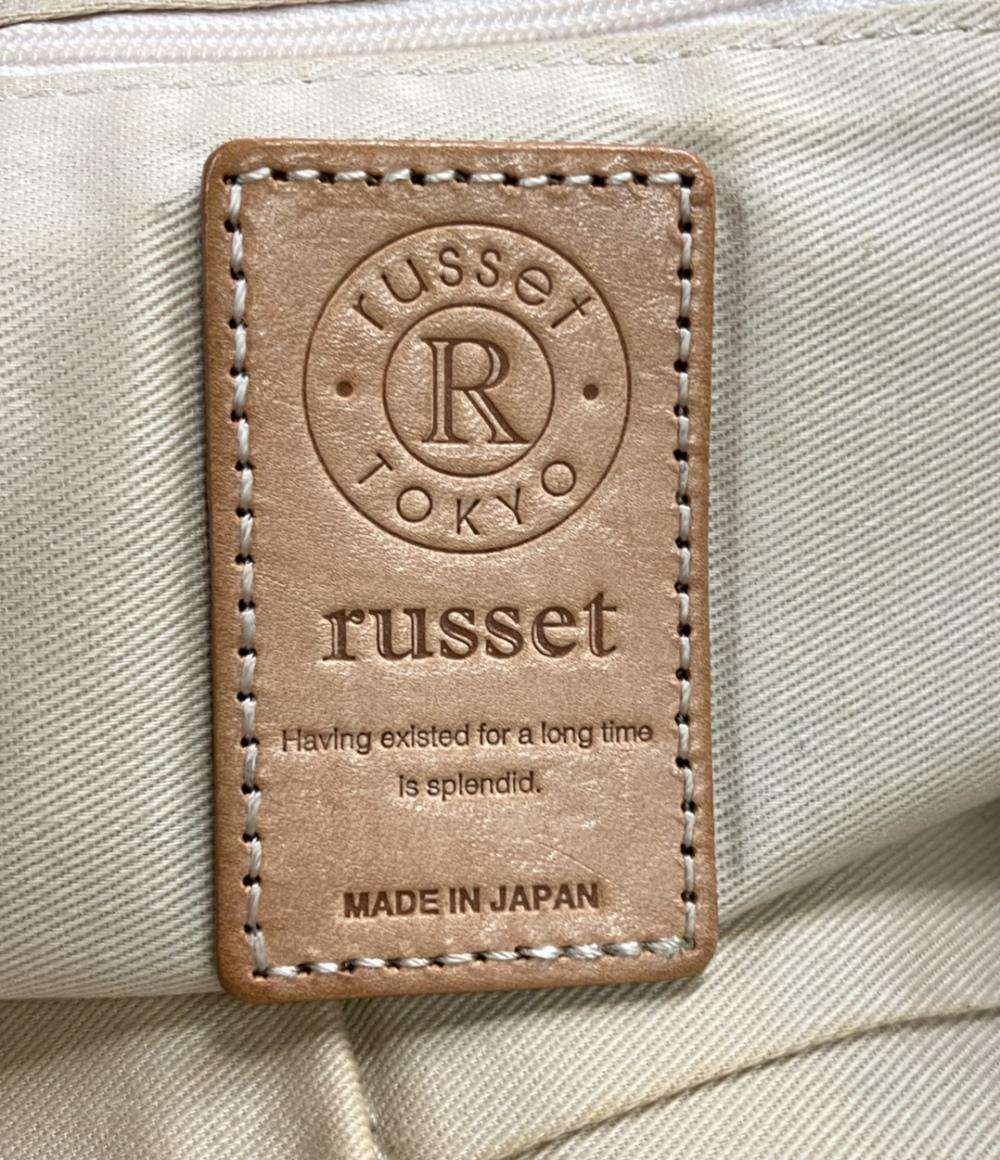 russet
R
TOKYO
russet
Having existed for a long time
is splendid.
MADE IN JAPAN